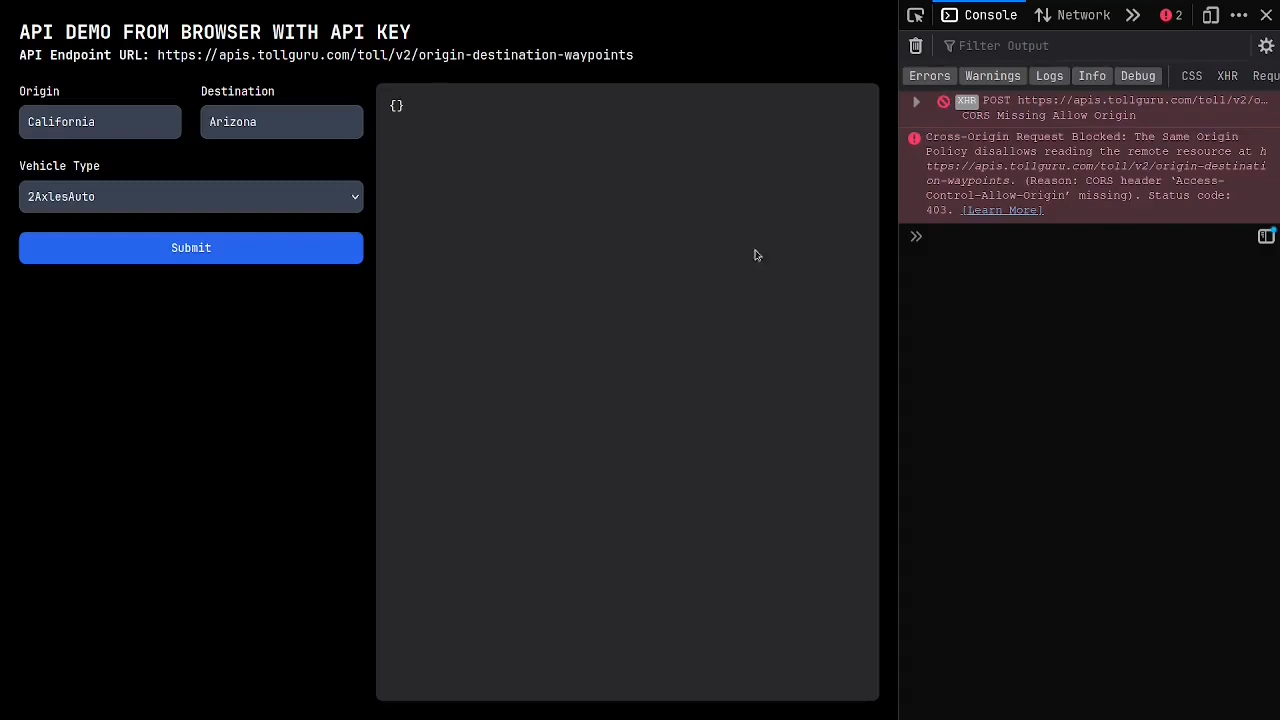 API DEMO FROM BROWSER WITH API KEY
API Endpoint URL: https://apis.tollguru.com/toll/v2/origin-destination-waypoints
Origin
Destination
California
Arizona
Vehicle Type
2AxlesAuto
Submit
{}
Console
Network
2
Filter Output
Errors
Warnings
Logs
Info
Debug
CSS
XHR
Requ
XHR POST https://apis.tollguru.com/toll/v2/o…
CORS Missing Allow Origin
Cross-Origin Request Blocked: The Same Origin
Policy disallows reading the remote resource at h
ttps://apis.tollguru.com/toll/v2/origin-destinati
on-waypoints. (Reason: CORS header ‘Access-
Control-Allow-Origin’ missing). Status code:
403. [Learn More]